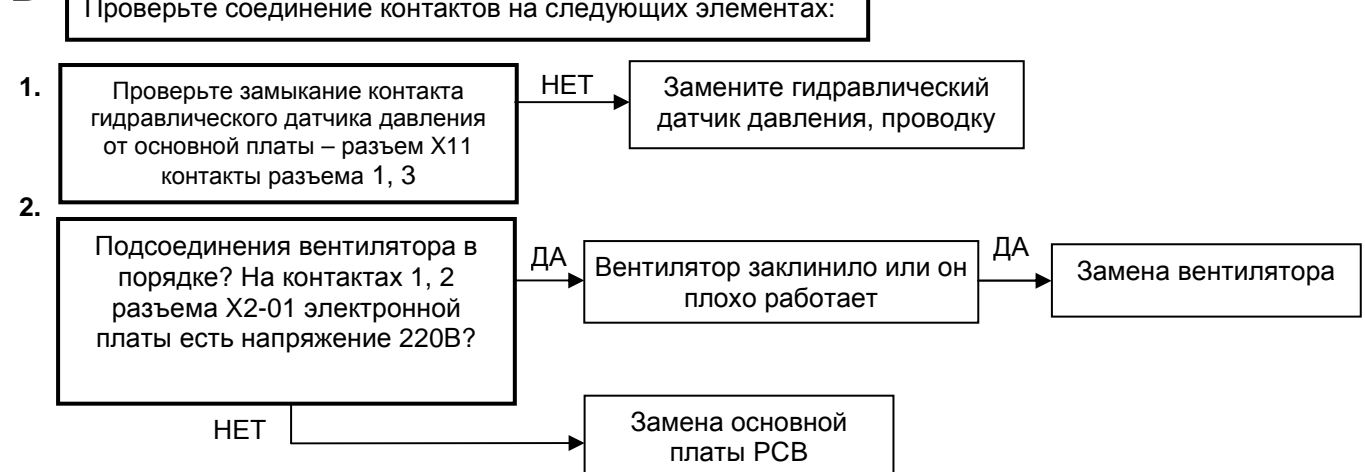 Проверьте соединение контактов на следующих элементах:
1.
Проверьте замыкание контакта
гидравлического датчика давления
от основной платы – разъем X11
контакты разъема 1, 3
НЕТ
Замените гидравлический
датчик давления, проводку
2.
Подсоединения вентилятора в
порядке? На контактах 1, 2
разъема X2-01 электронной
платы есть напряжение 220В?
ДА
Вентилятор заклинило или он
плохо работает
ДА
Замена вентилятора
НЕТ
Замена основной
платы PCB